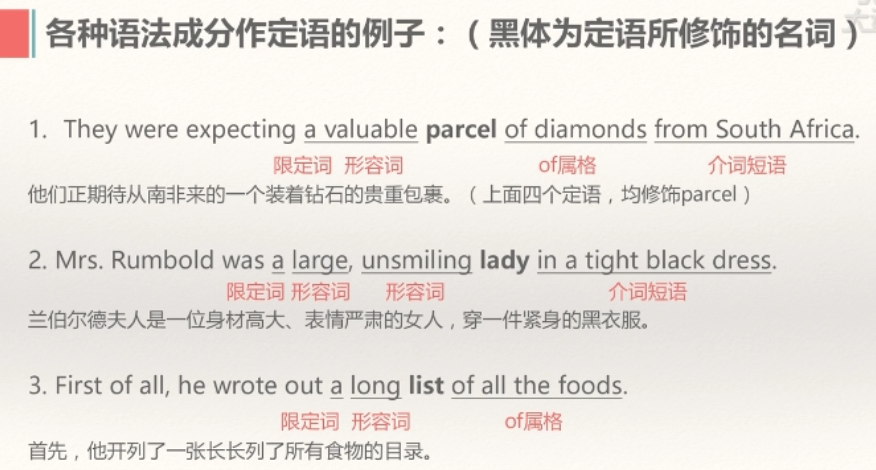 各种语法成分作定语的例子：（黑体为定语所修饰的名词）
1. They were expecting a valuable parcel of diamonds from South Africa.
限定词 形容词 of属格 介词短语
他们正期待从南非来的一个装着钻石的贵重包裹。（上面四个定语，均修饰parcel）
2. Mrs. Rumbold was a large, unsmiling lady in a tight black dress.
限定词 形容词 形容词 介词短语
兰伯尔德夫人是一位身材高大、表情严肃的女人，穿一件紧身的黑衣服。
3. First of all, he wrote out a long list of all the foods.
限定词 形容词 of属格
首先，他开列了一张长长列了所有食物的目录。